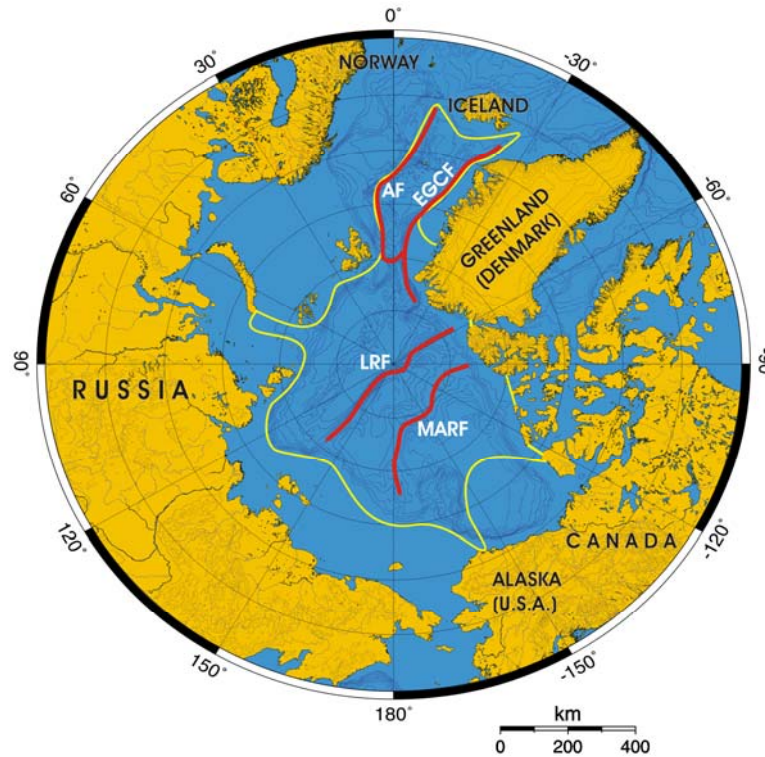 0°
30°
-30°
NORWAY
ICELAND
60°
-60°
AF
EGCF
GREENLAND
(DENMARK)
90°
LRF
-90°
RUSSIA
MARF
120°
-120°
CANADA
ALASKA
(U.S.A.)
150°
-150°
180°
km
0 200 400